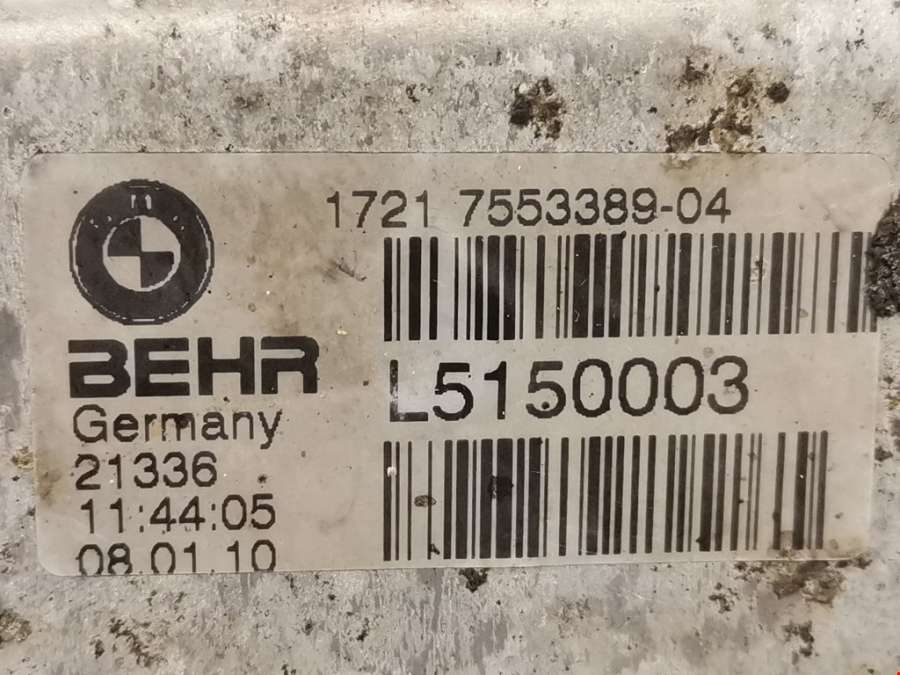 1721 7553389-04
BEHR
L5150003
Germany
21336
11:44:05
08.01.10